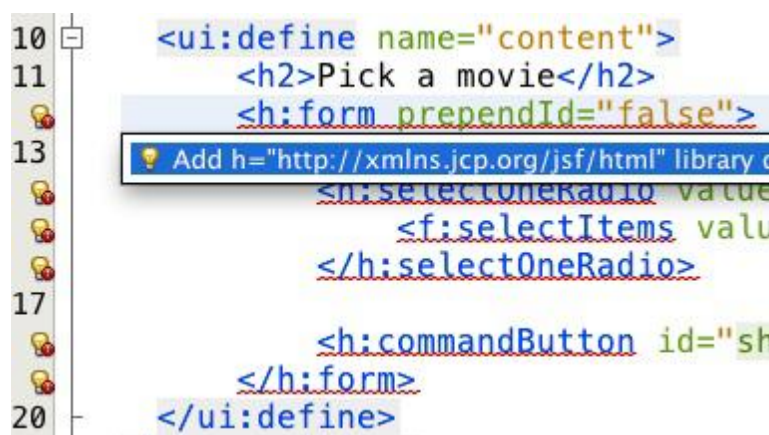 10 <ui:define name="content">
11 <h2>Pick a movie</h2>
<h:form prependId="false">
13 Add h="http://xmlns.jcp.org/jsf/html" library
<h:selectOneRadio value
<f:selectItems valu
</h:selectOneRadio>
17
<h:commandButton id="sh
</h:form>
20 </ui:define>